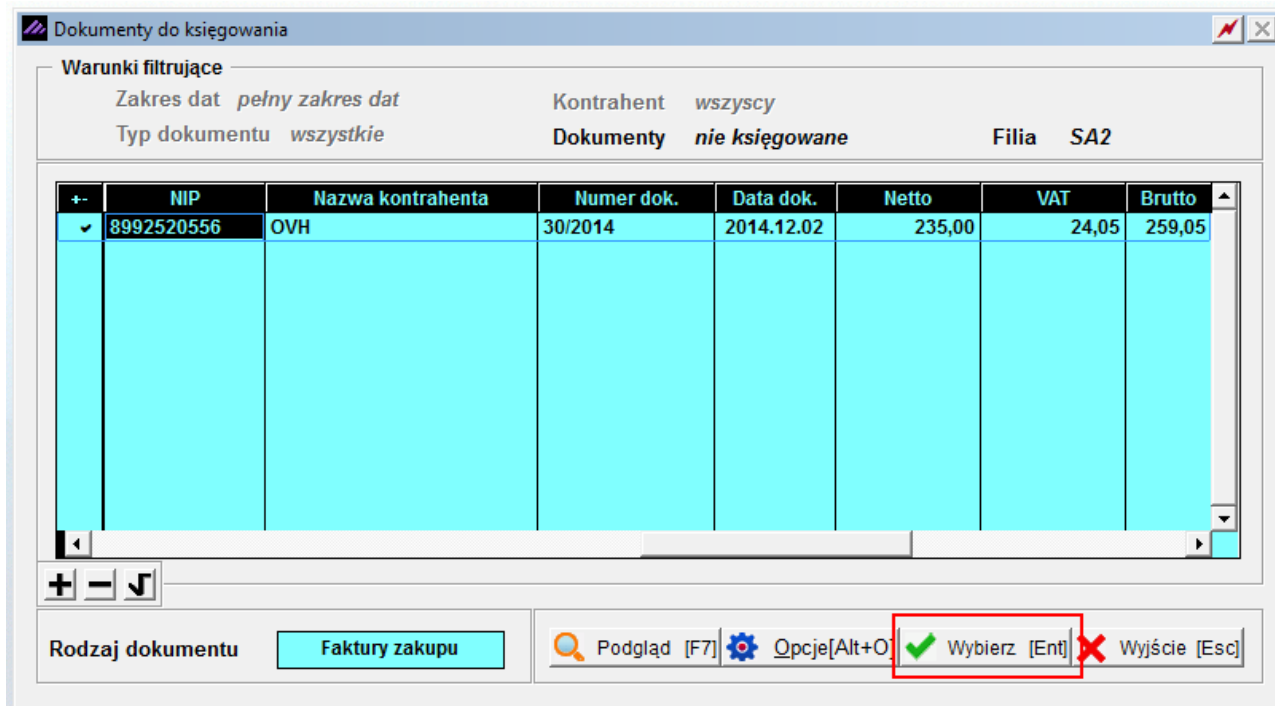 Dokumenty do księgowania
Warunki filtrujące
Zakres dat pełny zakres dat Kontrahent wszyscy
Typ dokumentu wszystkie Dokumenty nie księgowane Filia SA2
+- NIP Nazwa kontrahenta Numer dok. Data dok. Netto VAT Brutto
8992520556 OVH 30/2014 2014.12.02 235,00 24,05 259,05
Rodzaj dokumentu Faktury zakupu Podgląd [F7] Opcje[Alt+O] Wybierz [Ent] Wyjście [Esc]